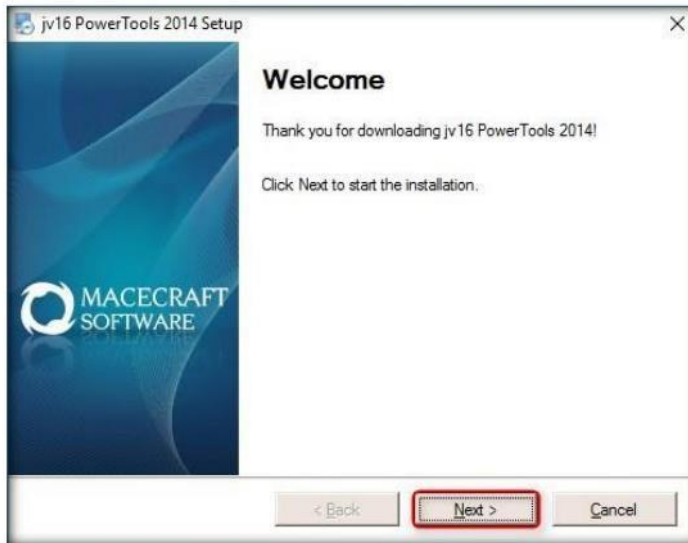 jv16 PowerTools 2014 Setup
Welcome
Thank you for downloading jv16 PowerTools 2014!
Click Next to start the installation.
MACECRAFT
SOFTWARE
< Back
Next >
Cancel